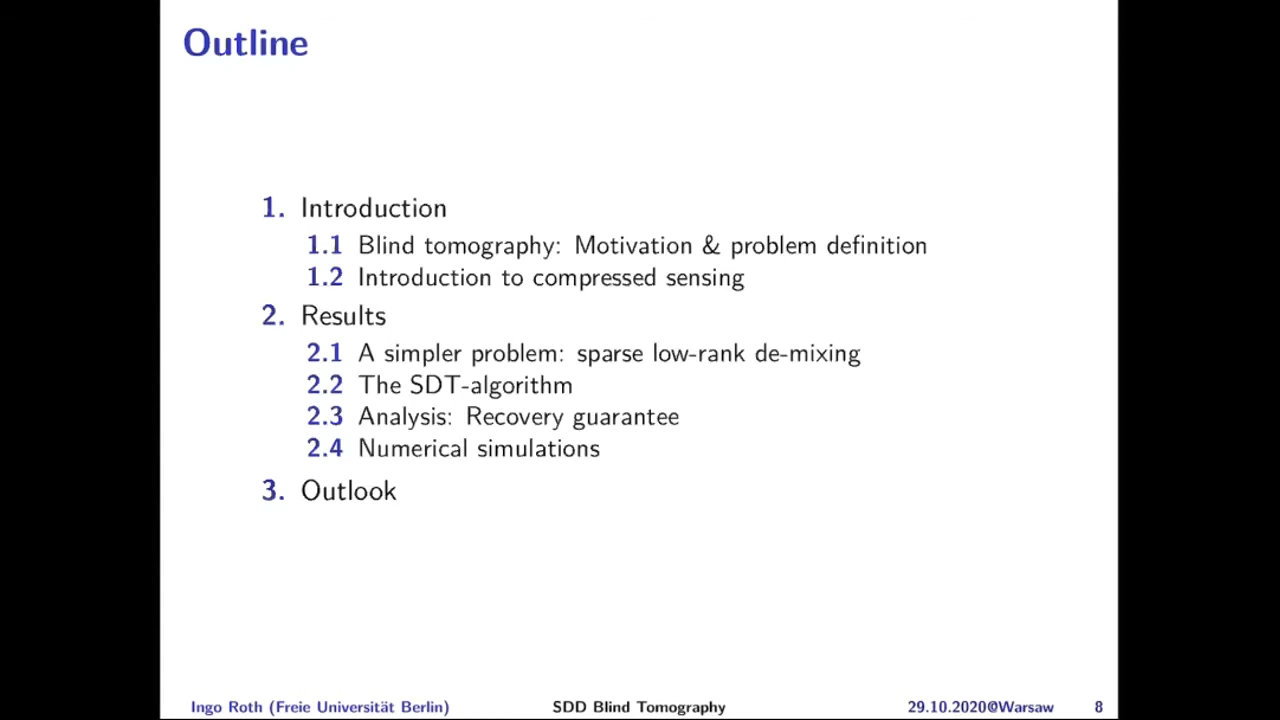 Outline
1. Introduction
1.1 Blind tomography: Motivation & problem definition
1.2 Introduction to compressed sensing
2. Results
2.1 A simpler problem: sparse low-rank de-mixing
2.2 The SDT-algorithm
2.3 Analysis: Recovery guarantee
2.4 Numerical simulations
3. Outlook
Ingo Roth (Freie Universität Berlin) SDD Blind Tomography 29.10.2020@Warsaw 8